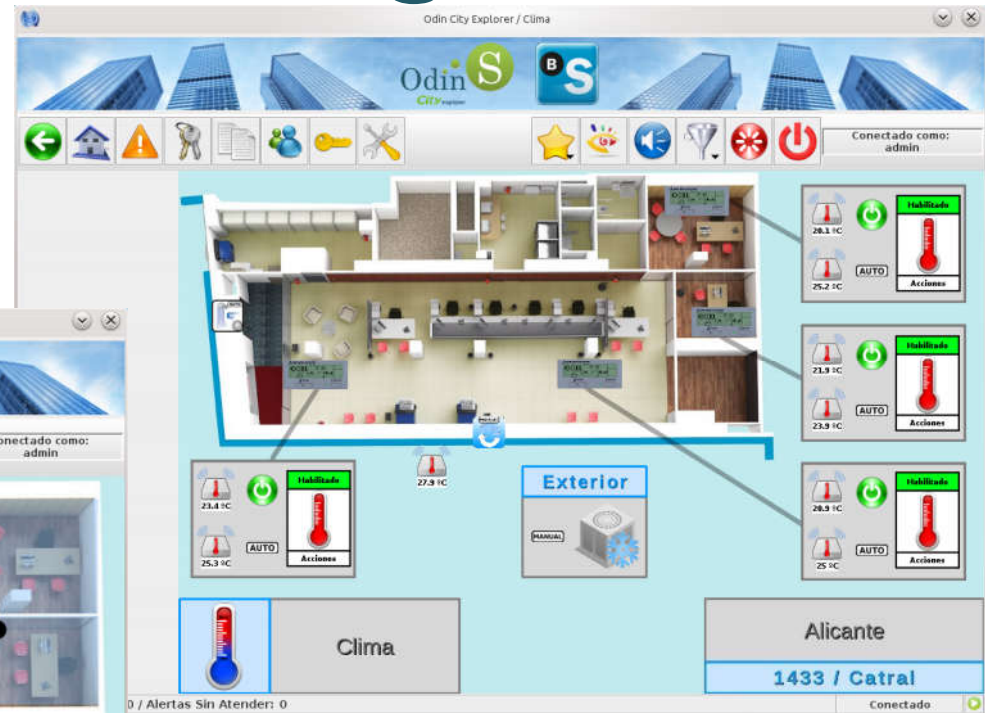 Odin City Explorer / Clima
Odin S
City explorer
B S
Conectado como:
admin
Habilitado
20.1 ºC
25.2 ºC
AUTO
Acciones
Habilitado
21.9 ºC
23.9 ºC
AUTO
Acciones
Habilitado
20.9 ºC
25 ºC
AUTO
Acciones
Habilitado
23.4 ºC
25.3 ºC
AUTO
Acciones
27.9 ºC
Exterior
MANUAL
Clima
Alicante
1433 / Catral
0 / Alertas Sin Atender: 0
Conectado
onectado como:
admin